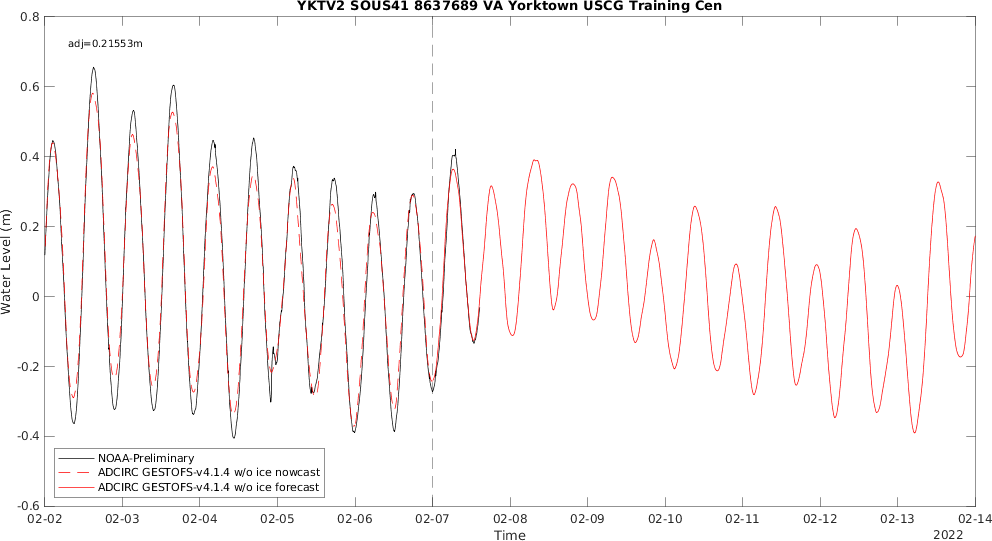 YKTV2 SOUS41 8637689 VA Yorktown USCG Training Cen
adj=0.21553m
Water Level (m)
0.8
0.6
0.4
0.2
0
-0.2
-0.4
-0.6
NOAA-Preliminary
ADCIRC GESTOFS-v4.1.4 w/o ice nowcast
ADCIRC GESTOFS-v4.1.4 w/o ice forecast
02-02 02-03 02-04 02-05 02-06 02-07 02-08 02-09 02-10 02-11 02-12 02-13 02-14
Time
2022